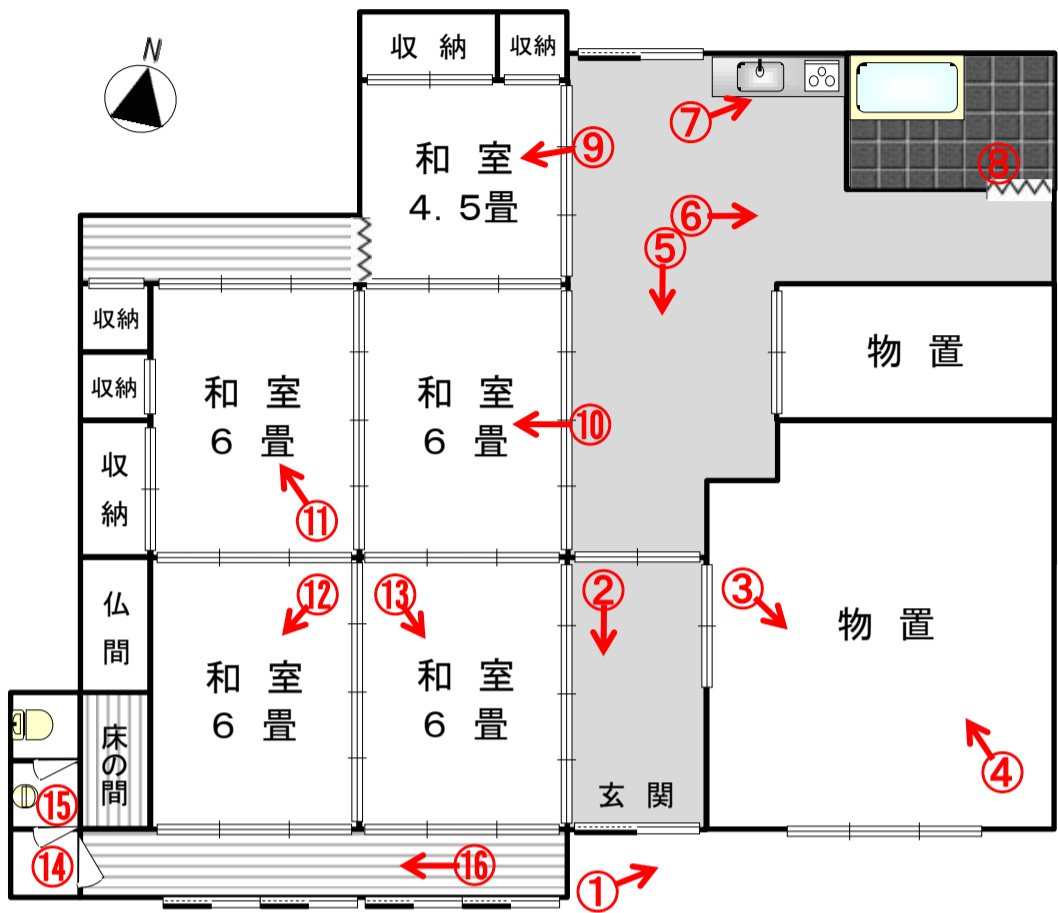 N
収 納
収納
⑦
和 室
4. 5畳
⑨
⑧
⑥
⑤
収納
収納
収
納
和 室
6 畳
⑪
和 室
6 畳
⑩
物 置
仏
間
⑫
⑬
②
③
物 置
和 室
6 畳
和 室
6 畳
床の間
玄 関
④
⑮
⑭
⑯
①